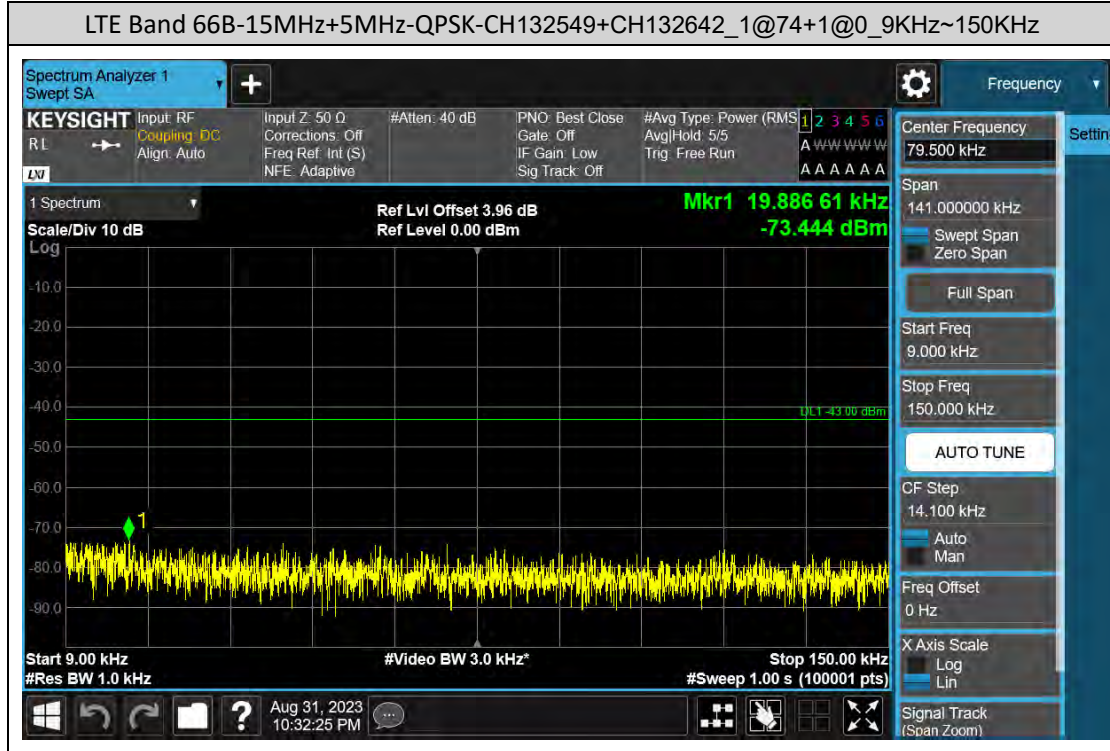 LTE Band 66B-15MHz+5MHz-QPSK-CH132549+CH132642_1@74+1@0_9KHz~150KHz
Spectrum Analyzer 1
Swept SA
+
Frequency
KEYSIGHT
RL
LXI
Input: RF
Coupling: DC
Align: Auto
Input Z: 50 Ω
Corrections: Off
Freq Ref: Int (S)
NFE: Adaptive
#Atten: 40 dB
PNO: Best Close
Gate: Off
IF Gain: Low
Sig Track: Off
#Avg Type: Power (RMS
Avg|Hold: 5/5
Trig: Free Run
1 2 3 4 5 6
A W W W W W
A A A A A A
1 Spectrum
Scale/Div 10 dB
Log
Ref Lvl Offset 3.96 dB
Ref Level 0.00 dBm
Mkr1 19.886 61 kHz
-73.444 dBm
-10.0
-20.0
-30.0
-40.0
DL1 -43.00 dBm
-50.0
-60.0
1
-70.0
-80.0
-90.0
Start 9.00 kHz
#Video BW 3.0 kHz*
Stop 150.00 kHz
#Res BW 1.0 kHz
#Sweep 1.00 s (100001 pts)
Center Frequency
79.500 kHz
Settin
Span
141.000000 kHz
Swept Span
Zero Span
Full Span
Start Freq
9.000 kHz
Stop Freq
150.000 kHz
AUTO TUNE
CF Step
14.100 kHz
Auto
Man
Freq Offset
0 Hz
X Axis Scale
Log
Lin
Signal Track
(Span Zoom)
?
Aug 31, 2023
10:32:25 PM